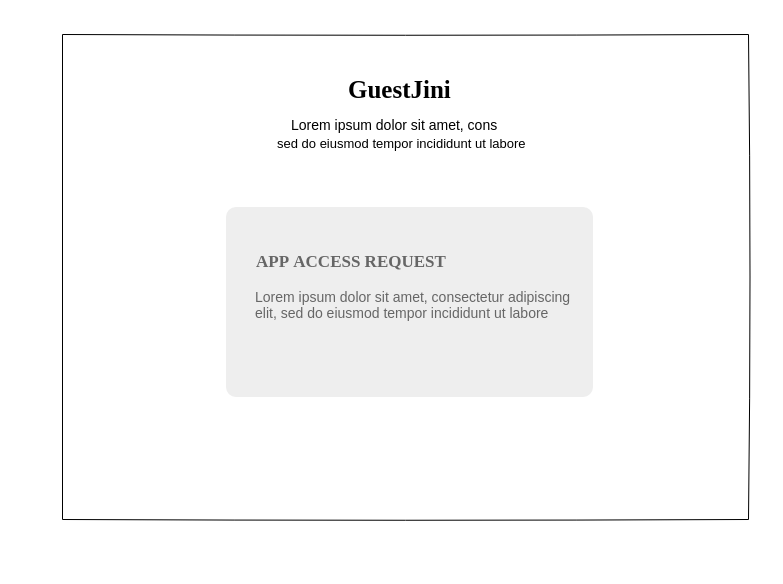 GuestJini
Lorem ipsum dolor sit amet, cons
sed do eiusmod tempor incididunt ut labore
APP ACCESS REQUEST
Lorem ipsum dolor sit amet, consectetur adipiscing
elit, sed do eiusmod tempor incididunt ut labore